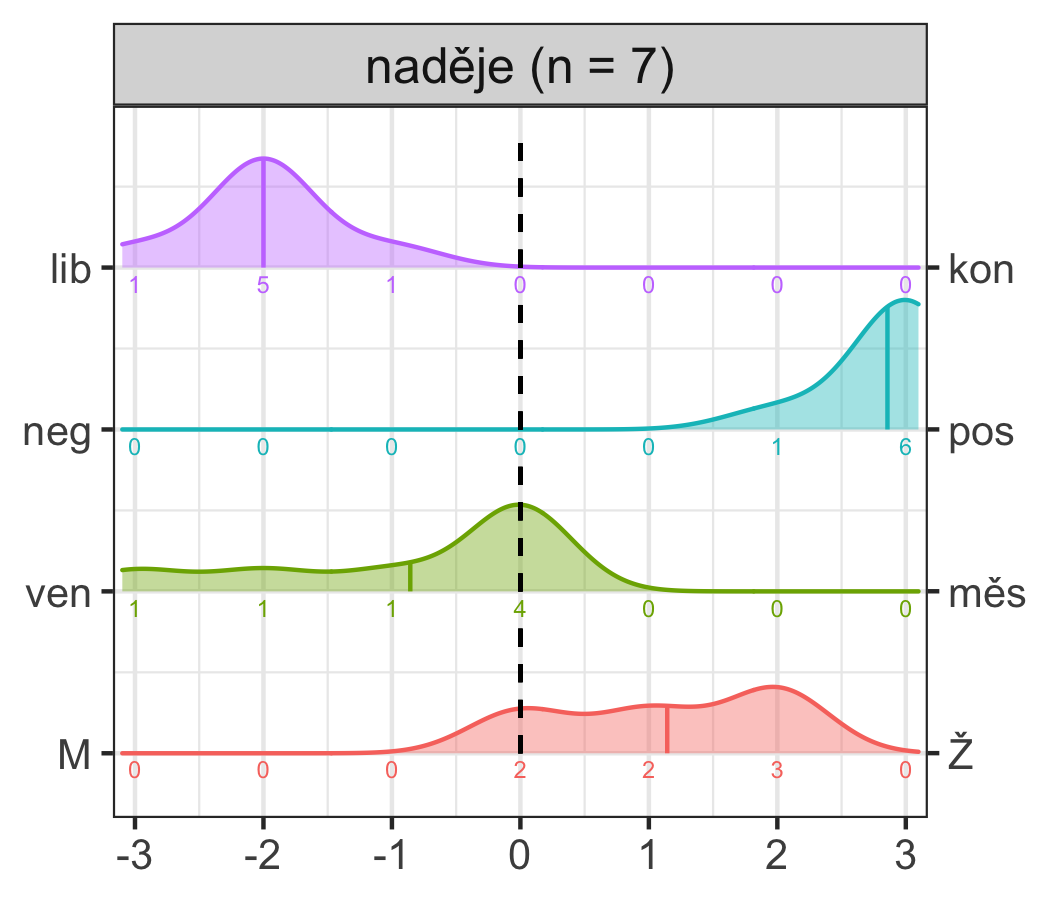 naděje (n = 7)
lib kon
1 5 1 0 0 0 0
neg pos
0 0 0 0 0 1 6
ven měs
1 1 1 4 0 0 0
M Ž
0 0 0 2 2 3 0
-3 -2 -1 0 1 2 3